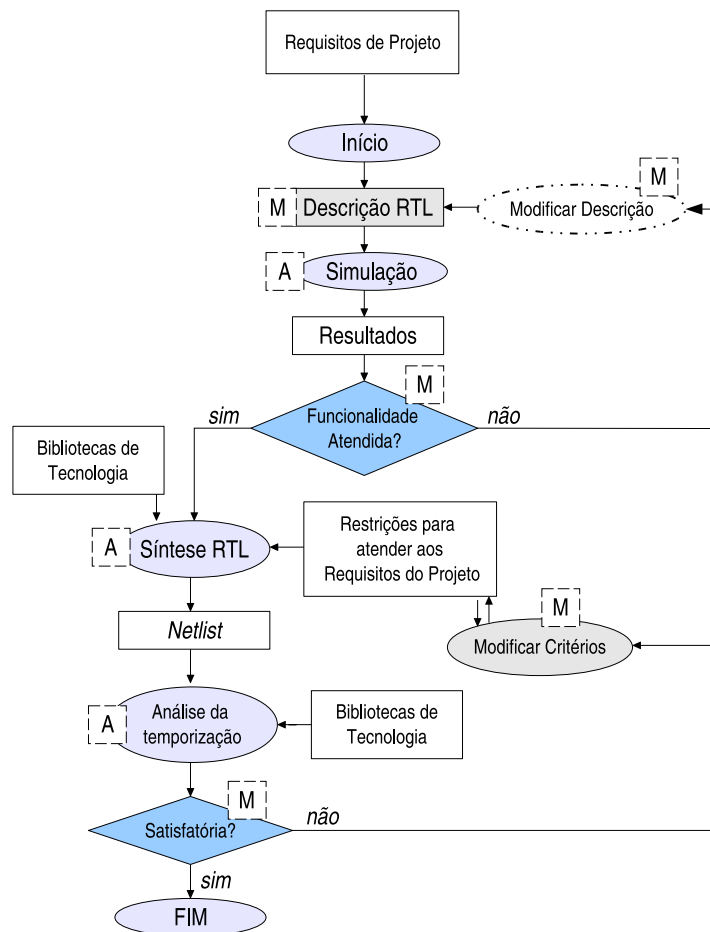 Requisitos de Projeto
Início
M
M
Descrição RTL
Modificar Descrição
A
Simulação
Resultados
M
sim
Funcionalidade
Atendida?
não
Bibliotecas de
Tecnologia
Restrições para
atender aos
Requisitos do Projeto
A
Síntese RTL
M
Netlist
Modificar Critérios
A
Análise da
temporização
Bibliotecas de
Tecnologia
M
Satisfatória?
não
sim
FIM